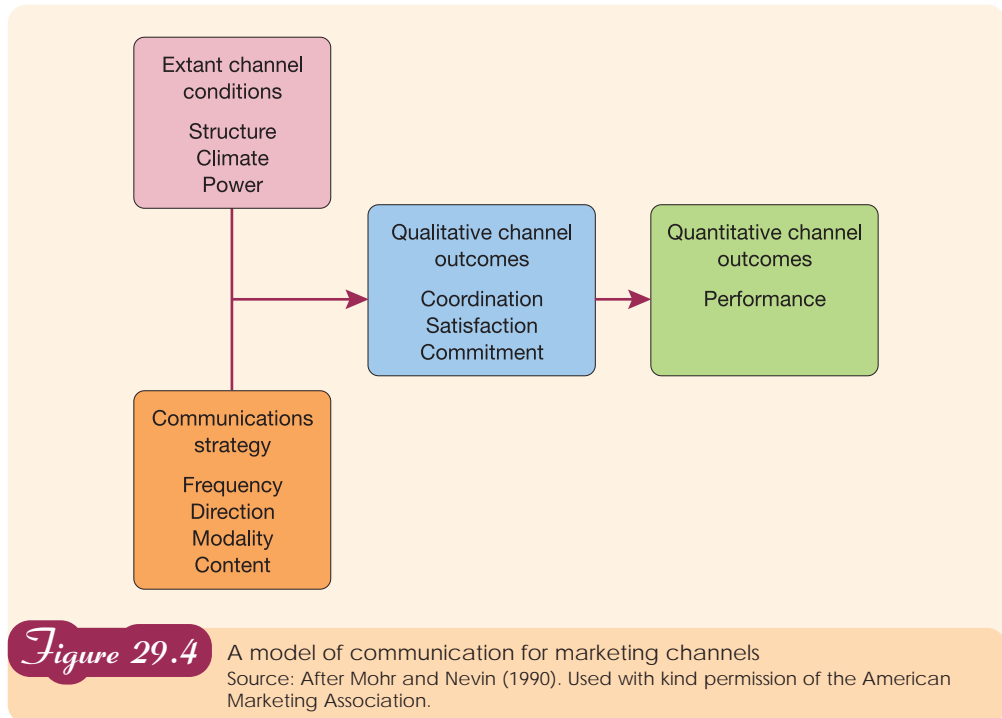 Extant channel
conditions
Structure
Climate
Power
Qualitative channel
outcomes
Coordination
Satisfaction
Commitment
Quantitative channel
outcomes
Performance
Communications
strategy
Frequency
Direction
Modality
Content
Figure 29.4
A model of communication for marketing channels
Source: After Mohr and Nevin (1990). Used with kind permission of the American
Marketing Association.